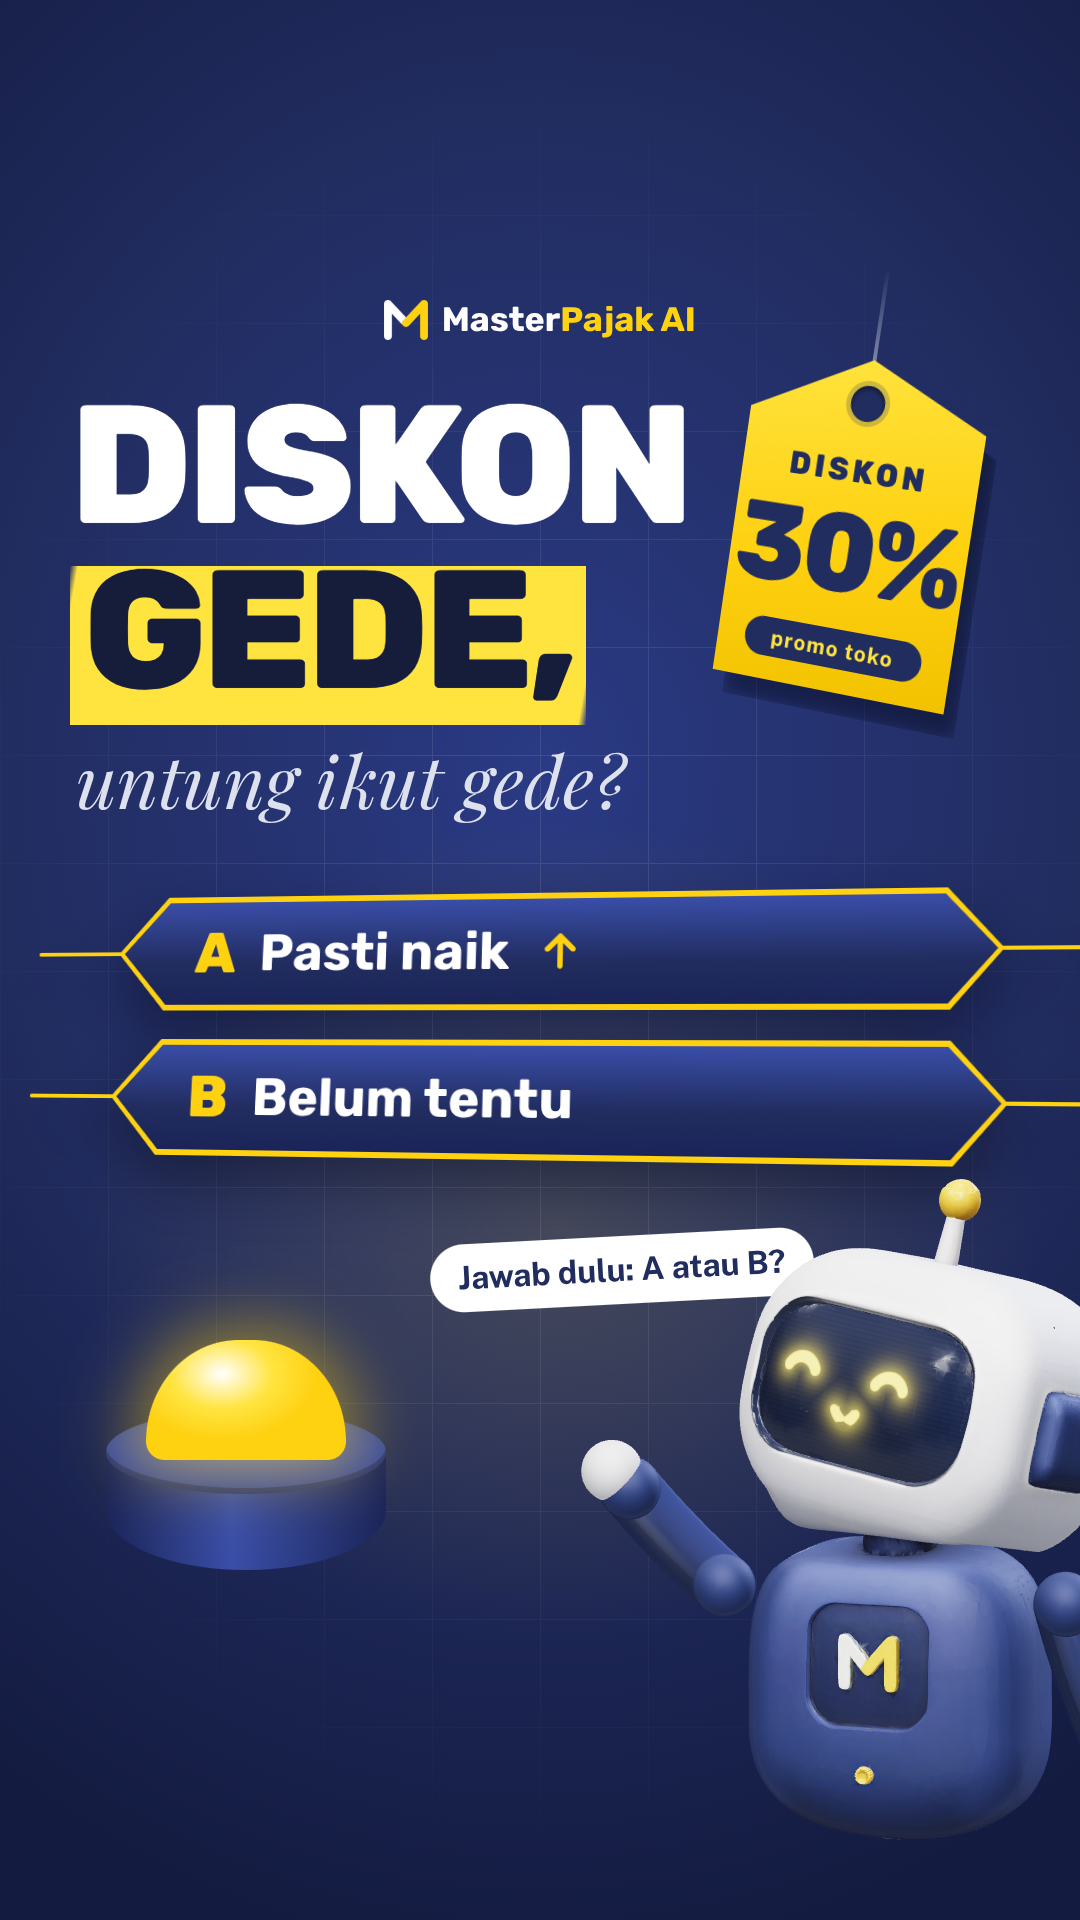 MasterPajak AI
DISKON
GEDE,
untung ikut gede?
DISKON
30%
promo toko
A Pasti naik ↑
B Belum tentu
Jawab dulu: A atau B?
M